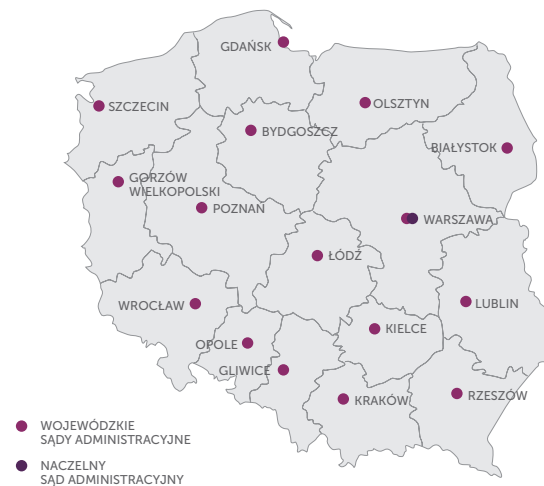 GDAŃSK
OLSZTYN
SZCZECIN
BYDGOSZCZ
BIAŁYSTOK
GORZÓW
WIELKOPOLSKI
POZNAŃ
WARSZAWA
ŁÓDŹ
WROCŁAW
LUBLIN
KIELCE
OPOLE
GLIWICE
KRAKÓW
RZESZÓW
WOJEWÓDZKIE
SĄDY ADMINISTRACYJNE
NACZELNY
SĄD ADMINISTRACYJNY